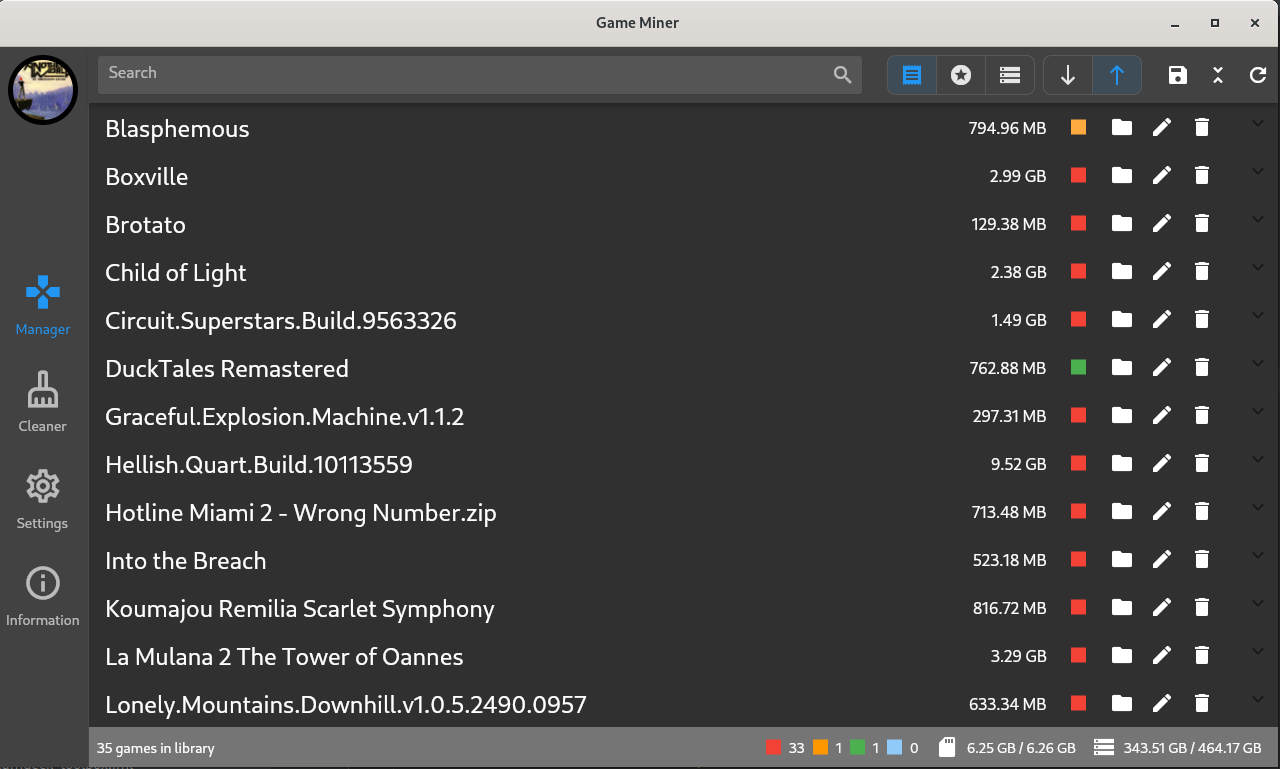 Game Miner
Search
Blasphemous 794.96 MB
Boxville 2.99 GB
Brotato 129.38 MB
Child of Light 2.38 GB
Manager
Circuit.Superstars.Build.9563326 1.49 GB
DuckTales Remastered 762.88 MB
Graceful.Explosion.Machine.v1.1.2 297.31 MB
Cleaner
Hellish.Quart.Build.10113559 9.52 GB
Hotline Miami 2 - Wrong Number.zip 713.48 MB
Settings
Into the Breach 523.18 MB
Koumajou Remilia Scarlet Symphony 816.72 MB
Information
La Mulana 2 The Tower of Oannes 3.29 GB
Lonely.Mountains.Downhill.v1.0.5.2490.0957 633.34 MB
35 games in library 33 1 1 0 6.25 GB / 6.26 GB 343.51 GB / 464.17 GB